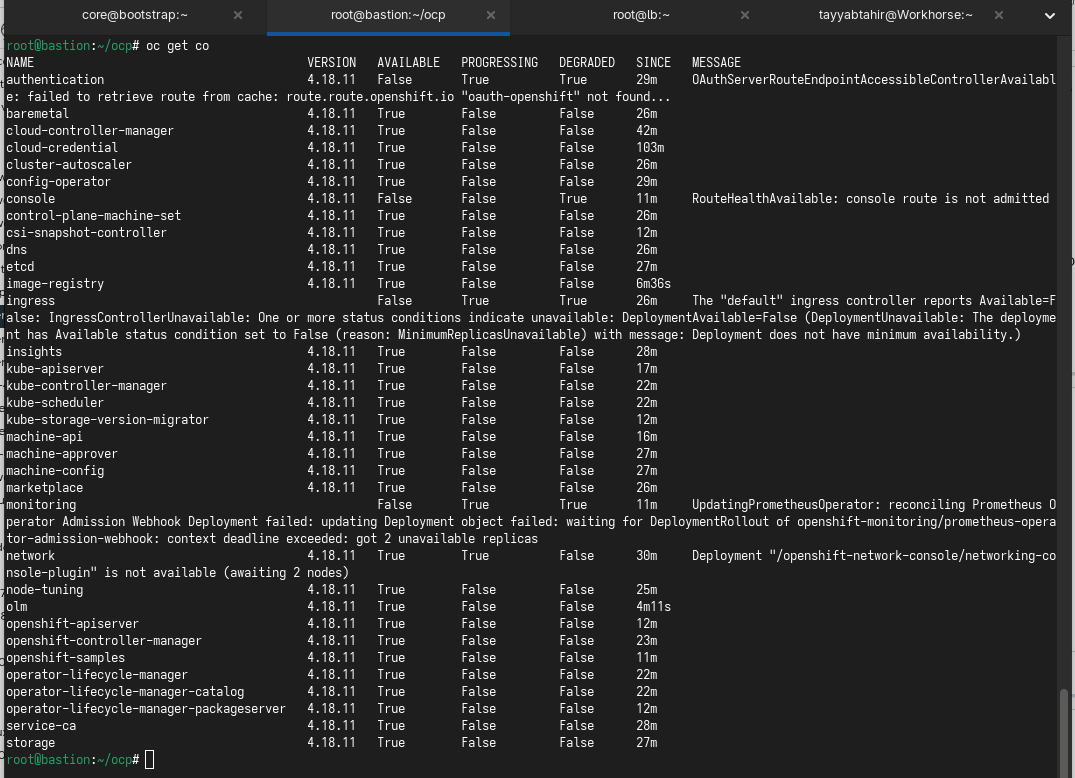 core@bootstrap:~ × root@bastion:~/ocp × root@lb:~ × tayyabtahir@Workhorse:~ ×
root@bastion:~/ocp# oc get co
NAME VERSION AVAILABLE PROGRESSING DEGRADED SINCE MESSAGE
authentication 4.18.11 False True True 29m OAuthServerRouteEndpointAccessibleControllerAvailabl
e: failed to retrieve route from cache: route.route.openshift.io "oauth-openshift" not found...
baremetal 4.18.11 True False False 26m
cloud-controller-manager 4.18.11 True False False 42m
cloud-credential 4.18.11 True False False 103m
cluster-autoscaler 4.18.11 True False False 26m
config-operator 4.18.11 True False False 29m
console 4.18.11 False False True 11m RouteHealthAvailable: console route is not admitted
control-plane-machine-set 4.18.11 True False False 26m
csi-snapshot-controller 4.18.11 True False False 12m
dns 4.18.11 True False False 26m
etcd 4.18.11 True False False 27m
image-registry 4.18.11 True False False 6m36s
ingress False True True 26m The "default" ingress controller reports Available=F
alse: IngressControllerUnavailable: One or more status conditions indicate unavailable: DeploymentAvailable=False (DeploymentUnavailable: The deployme
nt has Available status condition set to False (reason: MinimumReplicasUnavailable) with message: Deployment does not have minimum availability.)
insights 4.18.11 True False False 28m
kube-apiserver 4.18.11 True False False 17m
kube-controller-manager 4.18.11 True False False 22m
kube-scheduler 4.18.11 True False False 22m
kube-storage-version-migrator 4.18.11 True False False 12m
machine-api 4.18.11 True False False 16m
machine-approver 4.18.11 True False False 27m
machine-config 4.18.11 True False False 27m
marketplace 4.18.11 True False False 26m
monitoring False True True 11m UpdatingPrometheusOperator: reconciling Prometheus O
perator Admission Webhook Deployment failed: updating Deployment object failed: waiting for DeploymentRollout of openshift-monitoring/prometheus-opera
tor-admission-webhook: context deadline exceeded: got 2 unavailable replicas
network 4.18.11 True True False 30m Deployment "/openshift-network-console/networking-co
nsole-plugin" is not available (awaiting 2 nodes)
node-tuning 4.18.11 True False False 25m
olm 4.18.11 True False False 4m11s
openshift-apiserver 4.18.11 True False False 12m
openshift-controller-manager 4.18.11 True False False 23m
openshift-samples 4.18.11 True False False 11m
operator-lifecycle-manager 4.18.11 True False False 22m
operator-lifecycle-manager-catalog 4.18.11 True False False 22m
operator-lifecycle-manager-packageserver 4.18.11 True False False 12m
service-ca 4.18.11 True False False 28m
storage 4.18.11 True False False 27m
root@bastion:~/ocp#